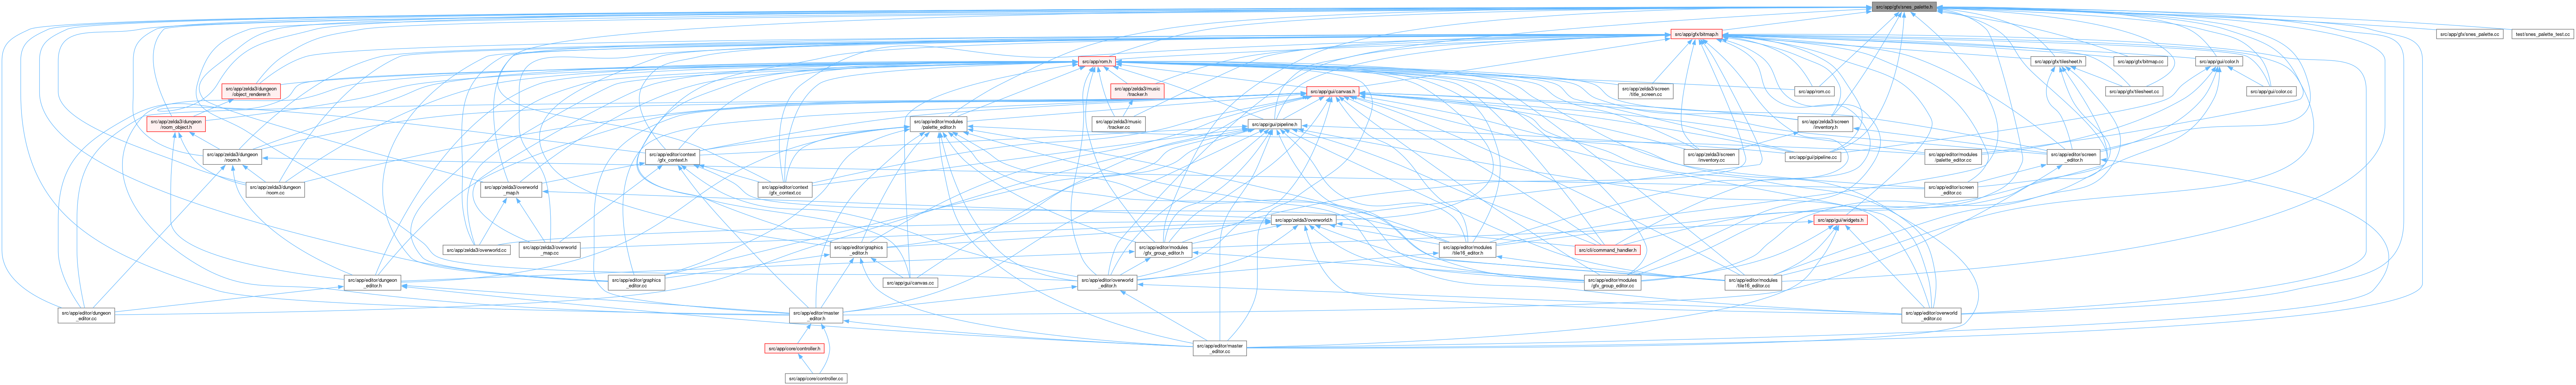 src/app/gfx/snes_palette.h
src/app/gfx/bitmap.h
src/app/gfx/snes_palette.cc
test/snes_palette_test.cc
src/app/rom.h
src/app/gfx/tilesheet.h
src/app/gfx/bitmap.cc
src/app/gui/color.h
src/app/zelda3/dungeon
/object_renderer.h
src/app/zelda3/music
/tracker.h
src/app/gui/canvas.h
src/app/zelda3/screen
/title_screen.cc
src/app/rom.cc
src/app/gfx/tilesheet.cc
src/app/gui/color.cc
src/app/zelda3/dungeon
/room_object.h
src/app/editor/modules
/palette_editor.h
src/app/zelda3/music
/tracker.cc
src/app/gui/pipeline.h
src/app/zelda3/screen
/inventory.h
src/app/zelda3/dungeon
/room.h
src/app/editor/context
/gfx_context.h
src/app/zelda3/screen
/inventory.cc
src/app/gui/pipeline.cc
src/app/editor/modules
/palette_editor.cc
src/app/editor/screen
_editor.h
src/app/zelda3/dungeon
/room.cc
src/app/zelda3/overworld
_map.h
src/app/editor/context
/gfx_context.cc
src/app/editor/screen
_editor.cc
src/app/zelda3/overworld.h
src/app/gui/widgets.h
src/app/zelda3/overworld.cc
src/app/zelda3/overworld
_map.cc
src/app/editor/graphics
_editor.h
src/app/editor/modules
/gfx_group_editor.h
src/app/editor/modules
/tile16_editor.h
src/cli/command_handler.h
src/app/editor/dungeon
_editor.h
src/app/editor/graphics
_editor.cc
src/app/gui/canvas.cc
src/app/editor/overworld
_editor.h
src/app/editor/modules
/gfx_group_editor.cc
src/app/editor/modules
/tile16_editor.cc
src/app/editor/dungeon
_editor.cc
src/app/editor/master
_editor.h
src/app/editor/overworld
_editor.cc
src/app/core/controller.h
src/app/editor/master
_editor.cc
src/app/core/controller.cc